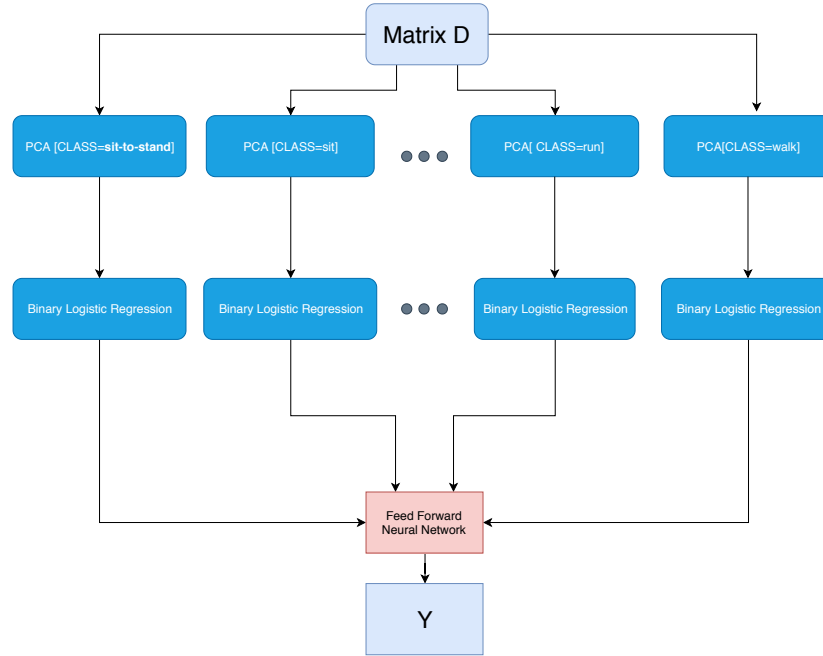 Matrix D
PCA [CLASS=sit-to-stand]
PCA [CLASS=sit]
PCA[ CLASS=run]
PCA[CLASS=walk]
Binary Logistic Regression
Binary Logistic Regression
Binary Logistic Regression
Binary Logistic Regression
Feed Forward
Neural Network
Y